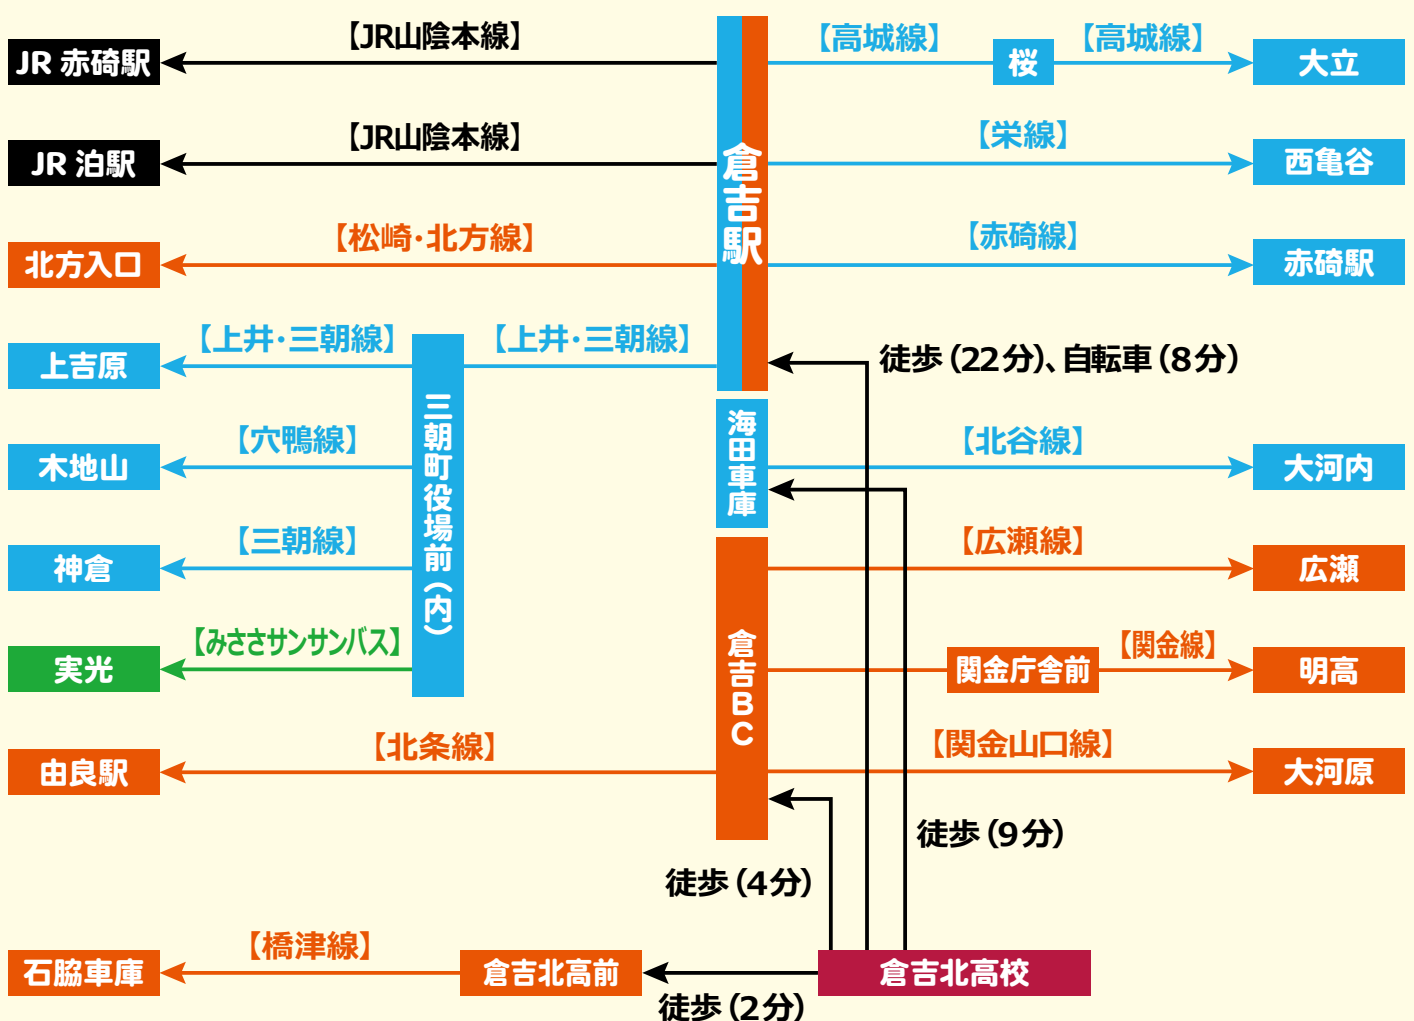 【JR山陰本線】
JR 赤碕駅
【JR山陰本線】
JR 泊駅
【松崎・北方線】
北方入口
【上井・三朝線】
【上井・三朝線】
上吉原
三朝町役場前（内）
【穴鴨線】
木地山
【三朝線】
神倉
【みささサンサンバス】
実光
【北条線】
由良駅
倉吉駅
海田車庫
倉吉BC
【高城線】
桜
【高城線】
大立
【栄線】
西亀谷
【赤碕線】
赤碕駅
徒歩（22分）、自転車（8分）
【北谷線】
大河内
【広瀬線】
広瀬
関金庁舎前
【関金線】
明高
【関金山口線】
大河原
徒歩（9分）
徒歩（4分）
【橋津線】
石脇車庫
倉吉北高前
倉吉北高校
徒歩（2分）